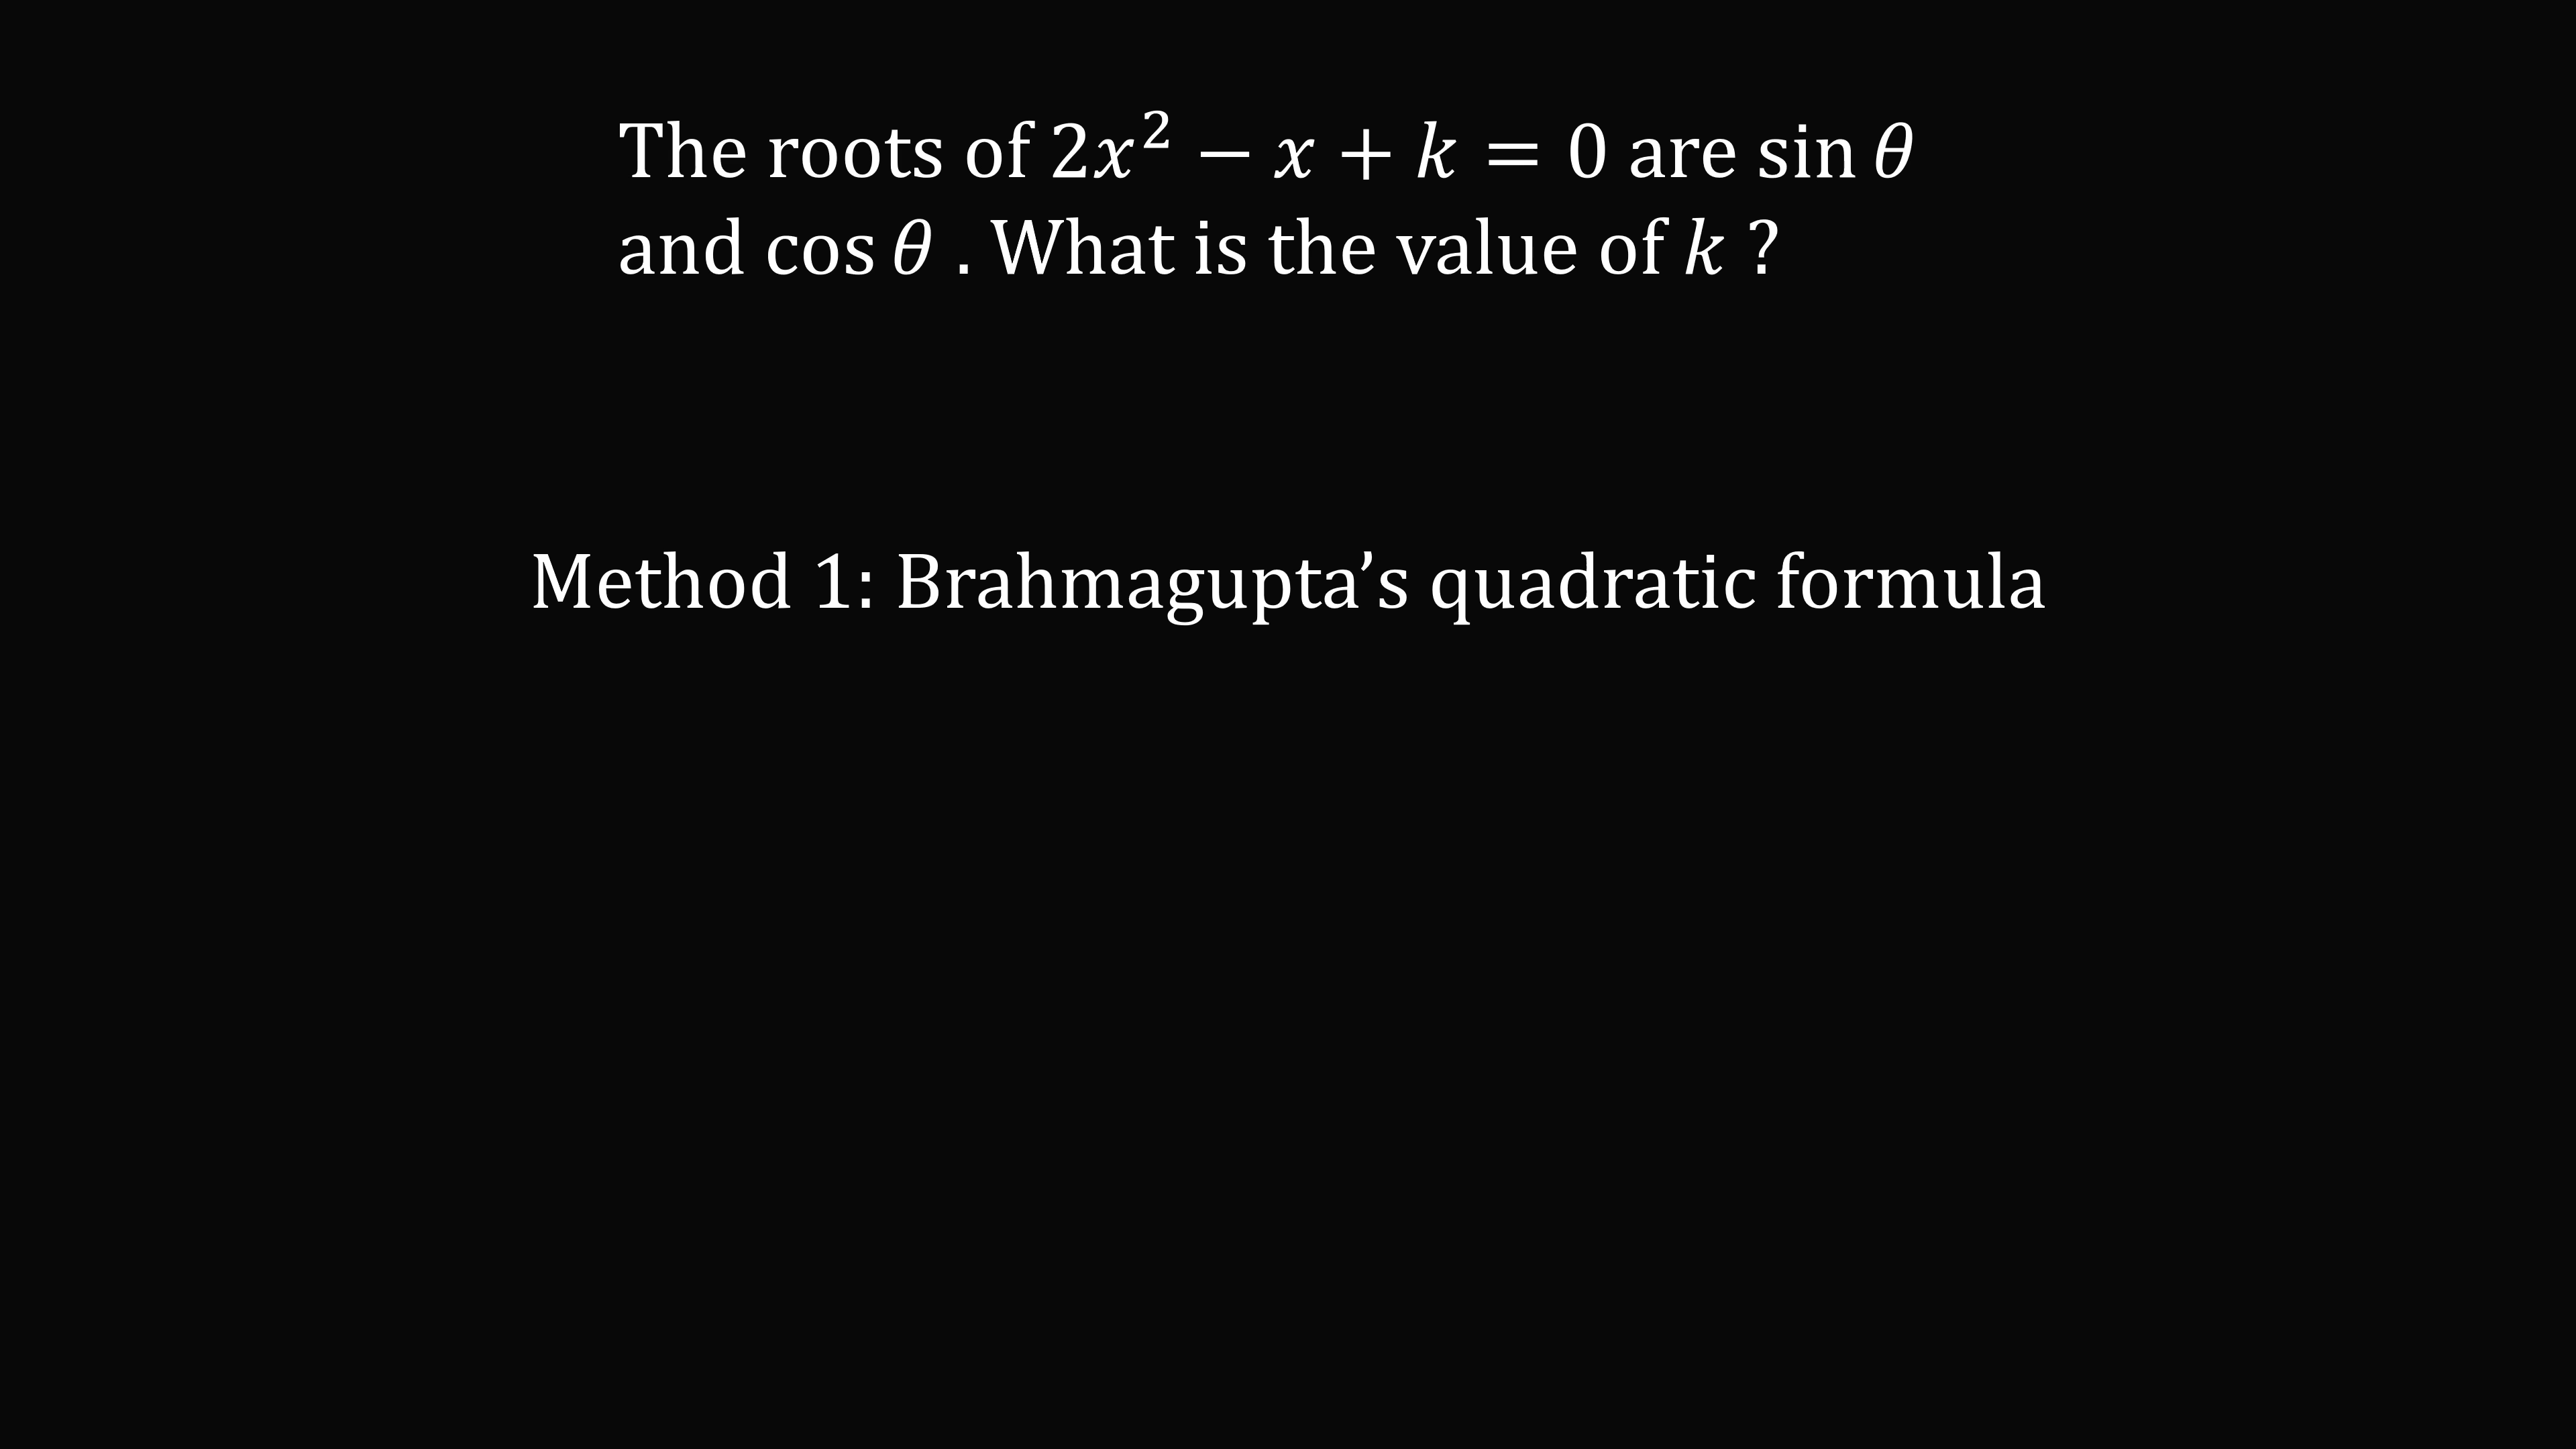 The roots of 2x² − x + k = 0 are sin θ
and cos θ . What is the value of k ?
Method 1: Brahmagupta’s quadratic formula